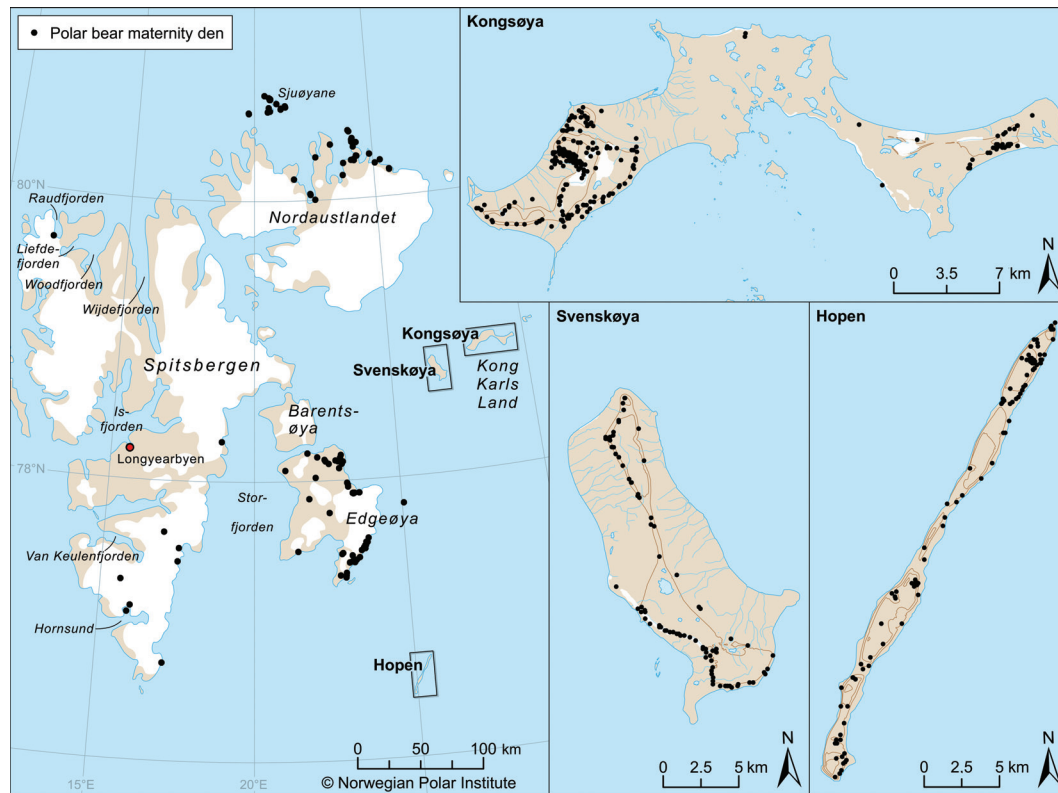 Polar bear maternity den
Sjuøyane
80°N
Raudfjorden
Nordaustlandet
Liefde-
fjorden
Woodfjorden
Wijdefjorden
Kongsøya
Spitsbergen
Svenskøya
Kong
Karls
Land
Barents-
øya
Is-
fjorden
Longyearbyen
78°N
Stor-
fjorden
Edgeøya
Van Keulenfjorden
Hornsund
Hopen
0 50 100 km
15°E
20°E
© Norwegian Polar Institute
Kongsøya
N
0 3.5 7 km
Svenskøya
N
0 2.5 5 km
Hopen
N
0 2.5 5 km